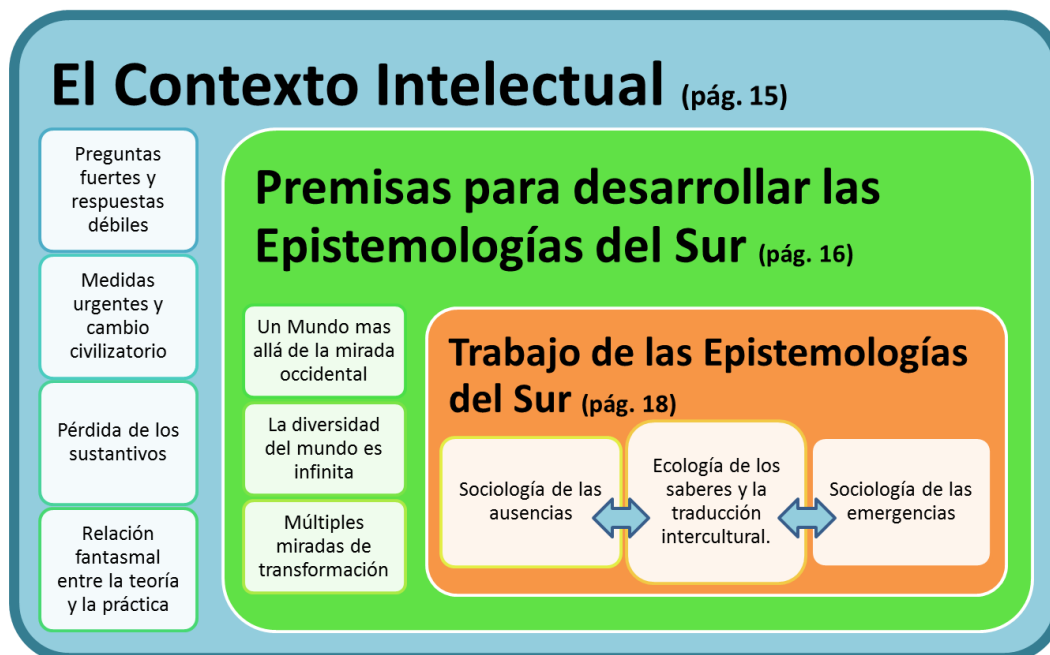 El Contexto Intelectual (pág. 15)
Preguntas
fuertes y
respuestas
débiles
Medidas
urgentes y
cambio
civilizatorio
Pérdida de los
sustantivos
Relación
fantasmal
entre la teoría
y la práctica
Premisas para desarrollar las
Epistemologías del Sur (pág. 16)
Un Mundo mas
allá de la mirada
occidental
La diversidad
del mundo es
infinita
Múltiples
miradas de
transformación
Trabajo de las Epistemologías
del Sur (pág. 18)
Sociología de las
ausencias
Ecología de los
saberes y la
traducción
intercultural.
Sociología de las
emergencias